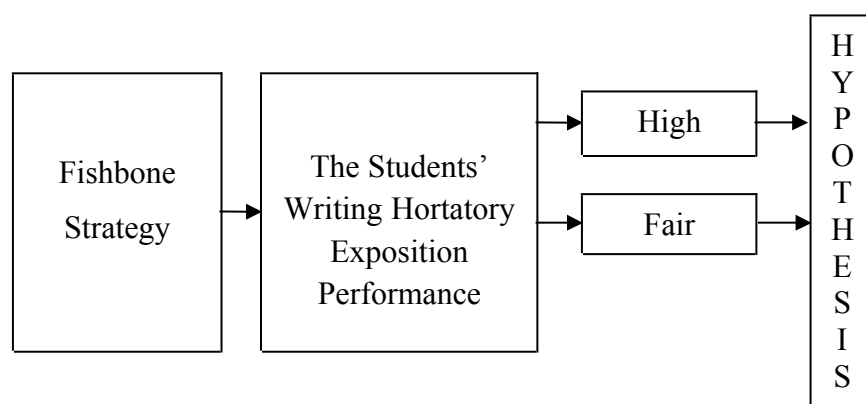 Fishbone
Strategy
The Students’
Writing Hortatory
Exposition
Performance
High
Fair
H
Y
P
O
T
H
E
S
I
S